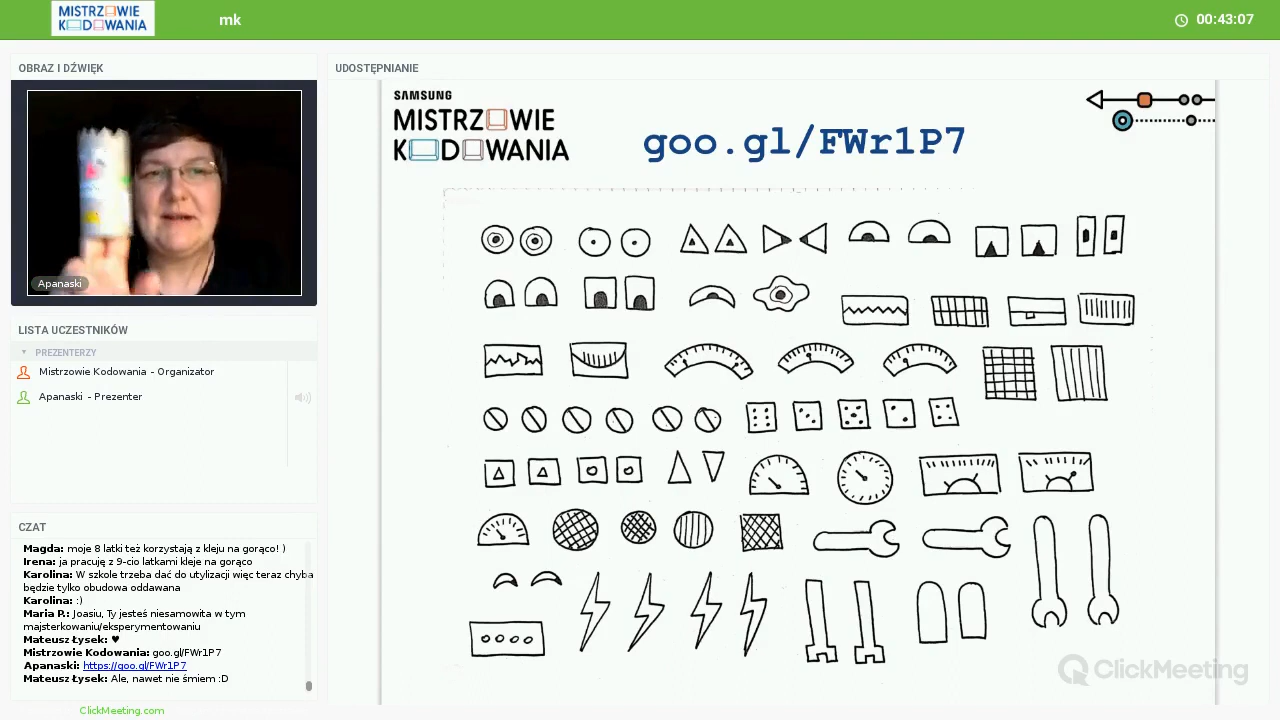 MISTRZOWIE
KODOWANIA
mk
00:43:07
OBRAZ I DŹWIĘK
UDOSTĘPNIANIE
Apanaski
SAMSUNG
MISTRZOWIE
KODOWANIA
goo.gl/FWr1P7
LISTA UCZESTNIKÓW
PREZENTERZY
Mistrzowie Kodowania - Organizator
Apanaski - Prezenter
CZAT
Magda: moje 8 latki też korzystają z kleju na gorąco! )
Irena: ja pracuję z 9-cio latkami kleje na gorąco
Karolina: W szkole trzeba dać do utylizacji więc teraz chyba
będzie tylko obudowa oddawana
Karolina: :)
Maria P.: Joasiu, Ty jesteś niesamowita w tym
majsterkowaniu/eksperymentowaniu
Mateusz Łysek: ♥
Mistrzowie Kodowania: goo.gl/FWr1P7
Apanaski: https://goo.gl/FWr1P7
Mateusz Łysek: Ale, nawet nie śmiem :D
ClickMeeting.com
ClickMeeting